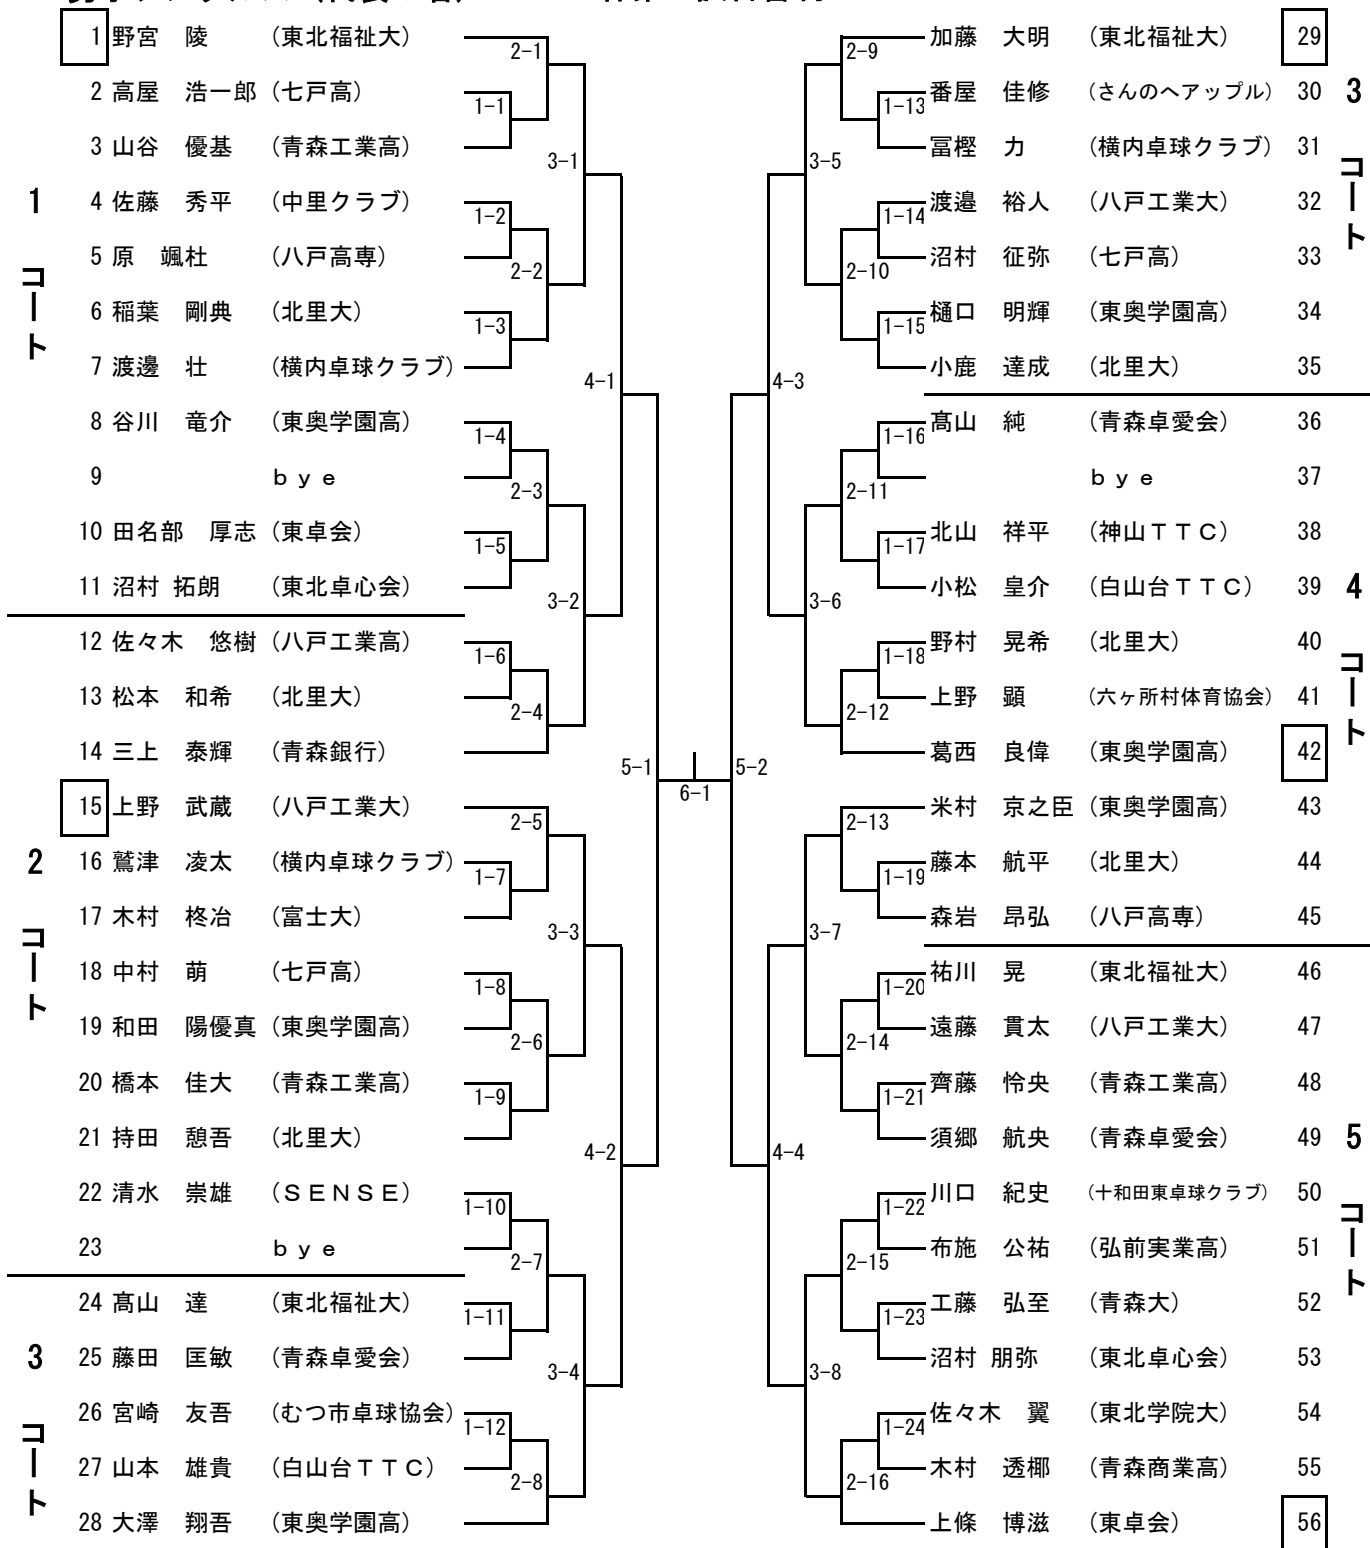 1 野宮 陵 (東北福祉大)
2 高屋 浩一郎 (七戸高)
3 山谷 優基 (青森工業高)
4 佐藤 秀平 (中里クラブ)
5 原 颯杜 (八戸高専)
6 稲葉 剛典 (北里大)
7 渡邊 壮 (横内卓球クラブ)
8 谷川 竜介 (東奥学園高)
9 bye
10 田名部 厚志 (東卓会)
11 沼村 拓朗 (東北卓心会)
12 佐々木 悠樹 (八戸工業高)
13 松本 和希 (北里大)
14 三上 泰輝 (青森銀行)
15 上野 武蔵 (八戸工業大)
16 鷲津 凌太 (横内卓球クラブ)
17 木村 柊冶 (富士大)
18 中村 萌 (七戸高)
19 和田 陽優真 (東奥学園高)
20 橋本 佳大 (青森工業高)
21 持田 憩吾 (北里大)
22 清水 崇雄 (SENSE)
23 bye
24 髙山 達 (東北福祉大)
25 藤田 匡敏 (青森卓愛会)
26 宮崎 友吾 (むつ市卓球協会)
27 山本 雄貴 (白山台TTC)
28 大澤 翔吾 (東奥学園高)
1コート
2コート
3コート
2-1
1-1
3-1
1-2
2-2
1-3
4-1
1-4
2-3
1-5
3-2
1-6
2-4
5-1
2-5
1-7
3-3
1-8
2-6
1-9
4-2
1-10
2-7
1-11
3-4
1-12
2-8
6-1
2-9
1-13
3-5
1-14
2-10
1-15
4-3
1-16
2-11
1-17
3-6
1-18
2-12
5-2
2-13
1-19
3-7
1-20
2-14
1-21
4-4
1-22
2-15
1-23
3-8
1-24
2-16
加藤 大明 (東北福祉大) 29
番屋 佳修 (さんのへアップル) 30
冨樫 力 (横内卓球クラブ) 31
渡邉 裕人 (八戸工業大) 32
沼村 征弥 (七戸高) 33
樋口 明輝 (東奥学園高) 34
小鹿 達成 (北里大) 35
髙山 純 (青森卓愛会) 36
bye 37
北山 祥平 (神山TTC) 38
小松 皇介 (白山台TTC) 39
野村 晃希 (北里大) 40
上野 顕 (六ヶ所村体育協会) 41
葛西 良偉 (東奥学園高) 42
米村 京之臣 (東奥学園高) 43
藤本 航平 (北里大) 44
森岩 昂弘 (八戸高専) 45
祐川 晃 (東北福祉大) 46
遠藤 貫太 (八戸工業大) 47
齊藤 怜央 (青森工業高) 48
須郷 航央 (青森卓愛会) 49
川口 紀史 (十和田東卓球クラブ) 50
布施 公祐 (弘前実業高) 51
工藤 弘至 (青森大) 52
沼村 朋弥 (東北卓心会) 53
佐々木 翼 (東北学院大) 54
木村 透椰 (青森商業高) 55
上條 博滋 (東卓会) 56
3コート
4コート
5コート